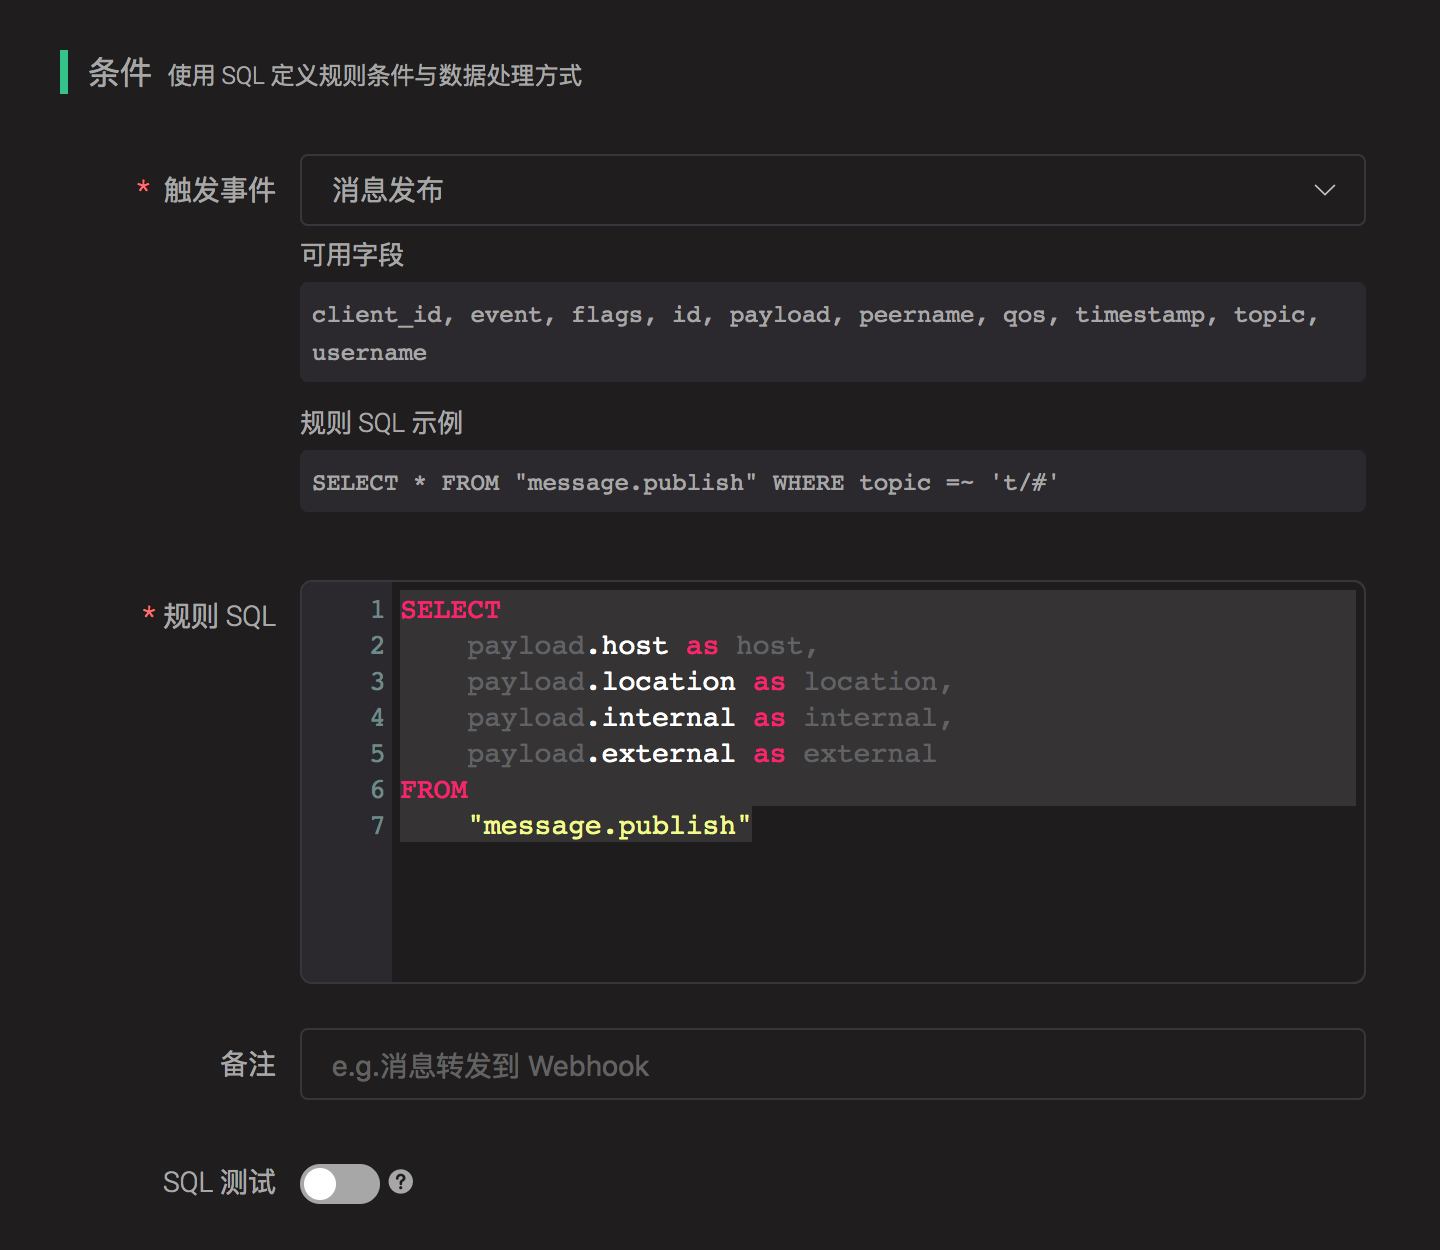 条件 使用 SQL 定义规则条件与数据处理方式
* 触发事件 消息发布
可用字段
client_id, event, flags, id, payload, peername, qos, timestamp, topic,
username
规则 SQL 示例
SELECT * FROM "message.publish" WHERE topic =~ 't/#'
* 规则 SQL
1 SELECT
2 payload.host as host,
3 payload.location as location,
4 payload.internal as internal,
5 payload.external as external
6 FROM
7 "message.publish"
备注 e.g.消息转发到 Webhook
SQL 测试 ?